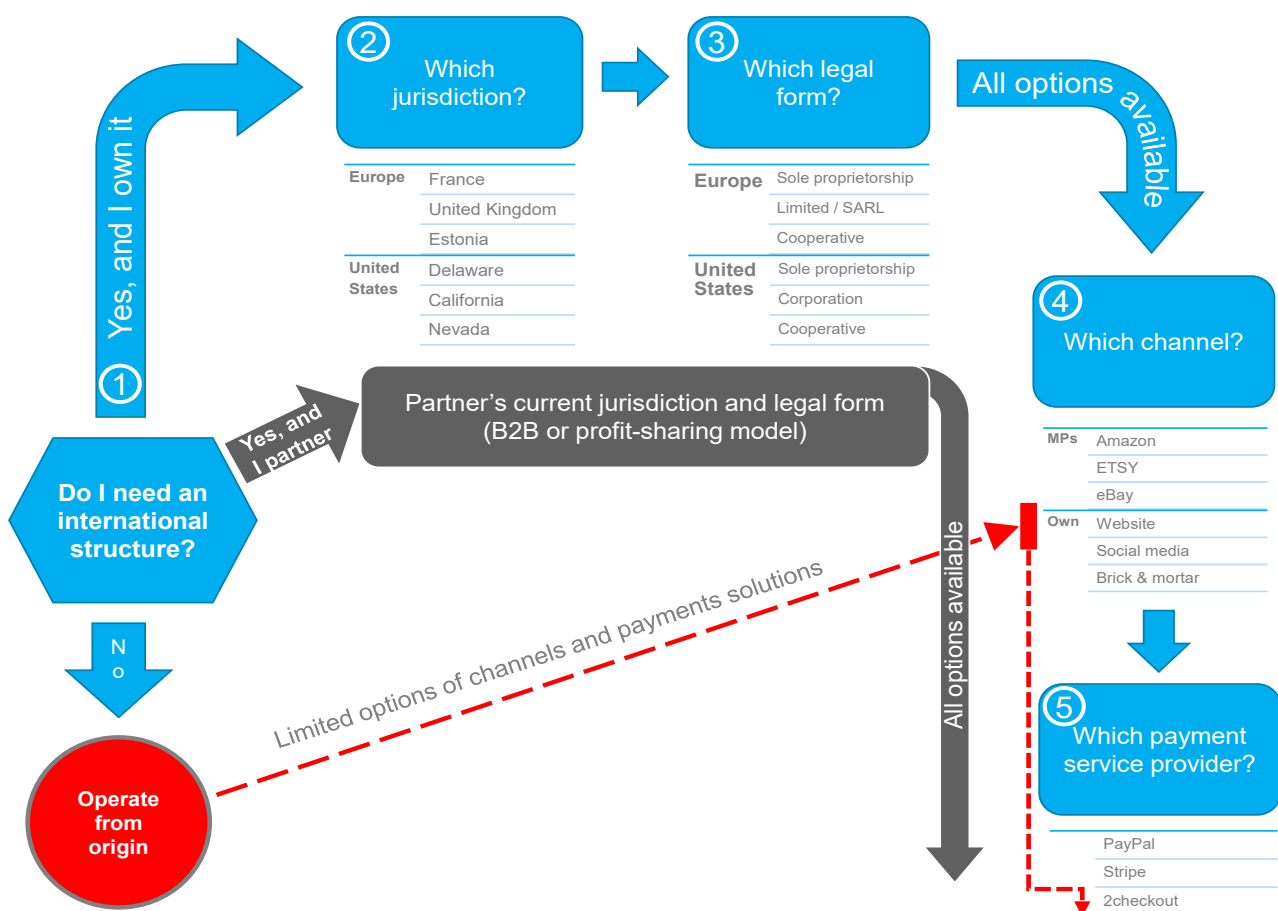 1
Yes, and I own it
2
Which
jurisdiction?
Europe
France
United Kingdom
Estonia
United
States
Delaware
California
Nevada
3
Which legal
form?
Europe
Sole proprietorship
Limited / SARL
Cooperative
United
States
Sole proprietorship
Corporation
Cooperative
All options available
4
Which channel?
MPs
Amazon
ETSY
eBay
Own
Website
Social media
Brick & mortar
5
Which payment
service provider?
PayPal
Stripe
2checkout
Do I need an
international
structure?
Yes, and
I partner
Partner’s current jurisdiction and legal form
(B2B or profit-sharing model)
All options available
N
o
Operate
from
origin
Limited options of channels and payments solutions